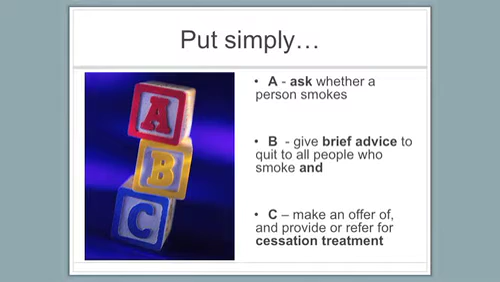 Put simply…
A
B
C
• A - ask whether a
person smokes
• B - give brief advice to
quit to all people who
smoke and
• C – make an offer of,
and provide or refer for
cessation treatment